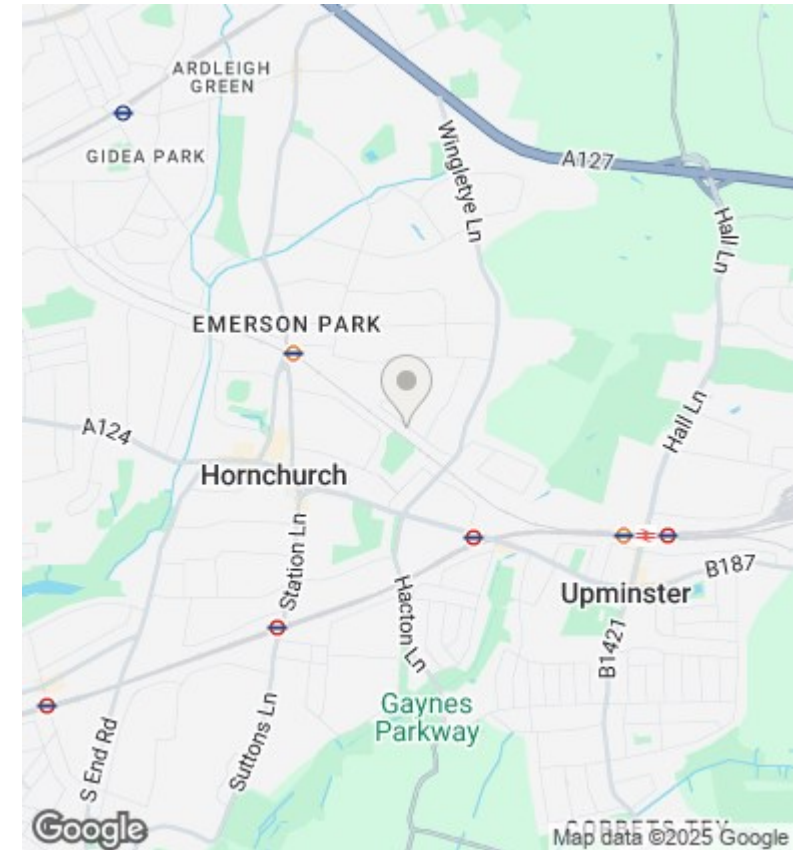 ARDLEIGH
GREEN
GIDEA PARK
Wingletye Ln
A127
Hall Ln
EMERSON PARK
A124
Hornchurch
Hall Ln
Station Ln
Hacton Ln
Upminster
B187
B1421
Gaynes
Parkway
Suttons Ln
S End Rd
CORBETS TEY
Google
Map data ©2025 Google